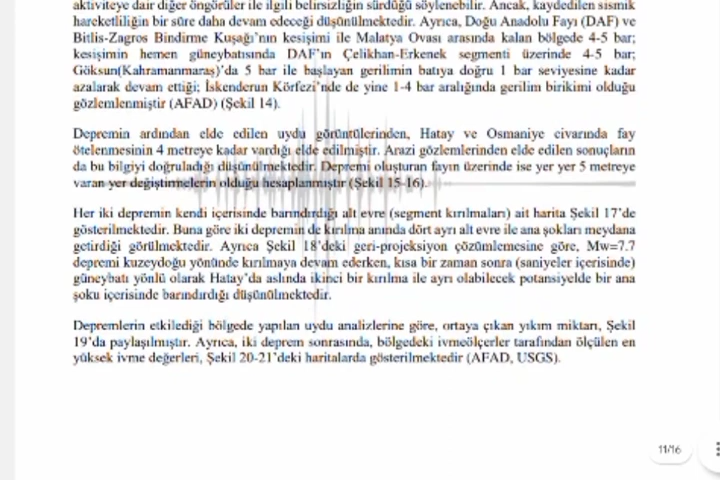 aktiviteye dair diğer öngörüler ile ilgili belirsizliğin sürdüğü söylenebilir. Ancak, kaydedilen sismik
hareketliliğin bir süre daha devam edeceği düşünülmektedir. Ayrıca, Doğu Anadolu Fayı (DAF) ve
Bitlis-Zagros Bindirme Kuşağı'nın kesişimi ile Malatya Ovası arasında kalan bölgede 4-5 bar;
kesişimin hemen güneybatısında DAF'ın Çelikhan-Erkenek segmenti üzerinde 4-5 bar;
Göksun(Kahramanmaraş)'da 5 bar ile başlayan gerilimin batıya doğru 1 bar seviyesine kadar
azalarak devam ettiği; İskenderun Körfezi'nde de yine 1-4 bar aralığında gerilim birikimi olduğu
gözlemlenmiştir (AFAD) (Şekil 14).
Depremin ardından elde edilen uydu görüntülerinden, Hatay ve Osmaniye civarında fay
ötelenmesinin 4 metreye kadar vardığı elde edilmiştir. Arazi gözlemlerinden elde edilen sonuçların
da bu bilgiyi doğruladığı düşünülmektedir. Depremi oluşturan fayın üzerinde ise yer yer 5 metreye
varan yer değiştirmelerin olduğu hesaplanmıştır (Şekil 15-16).
Her iki depremin kendi içerisinde barındırdığı alt evre (segment kırılmaları) ait harita Şekil 17'de
gösterilmektedir. Buna göre iki depremin de kırılma anında dört ayrı alt evre ile ana şokları meydana
getirdiği görülmektedir. Ayrıca Şekil 18'deki geri-projeksiyon çözümlemesine göre, Mw=7.7
depremi kuzeydoğu yönünde kırılmaya devam ederken, kısa bir zaman sonra (saniyeler içerisinde)
güneybatı yönlü olarak Hatay'da aslında ikinci bir kırılma ile ayrı olabilecek potansiyelde bir ana
şoku içerisinde barındırdığı düşünülmektedir.
Depremlerin etkilediği bölgede yapılan uydu analizlerine göre, ortaya çıkan yıkım miktarı, Şekil
19'da paylaşılmıştır. Ayrıca, iki deprem sonrasında, bölgedeki ivmeölçerler tarafından ölçülen en
yüksek ivme değerleri, Şekil 20-21'deki haritalarda gösterilmektedir (AFAD, USGS).
11/16